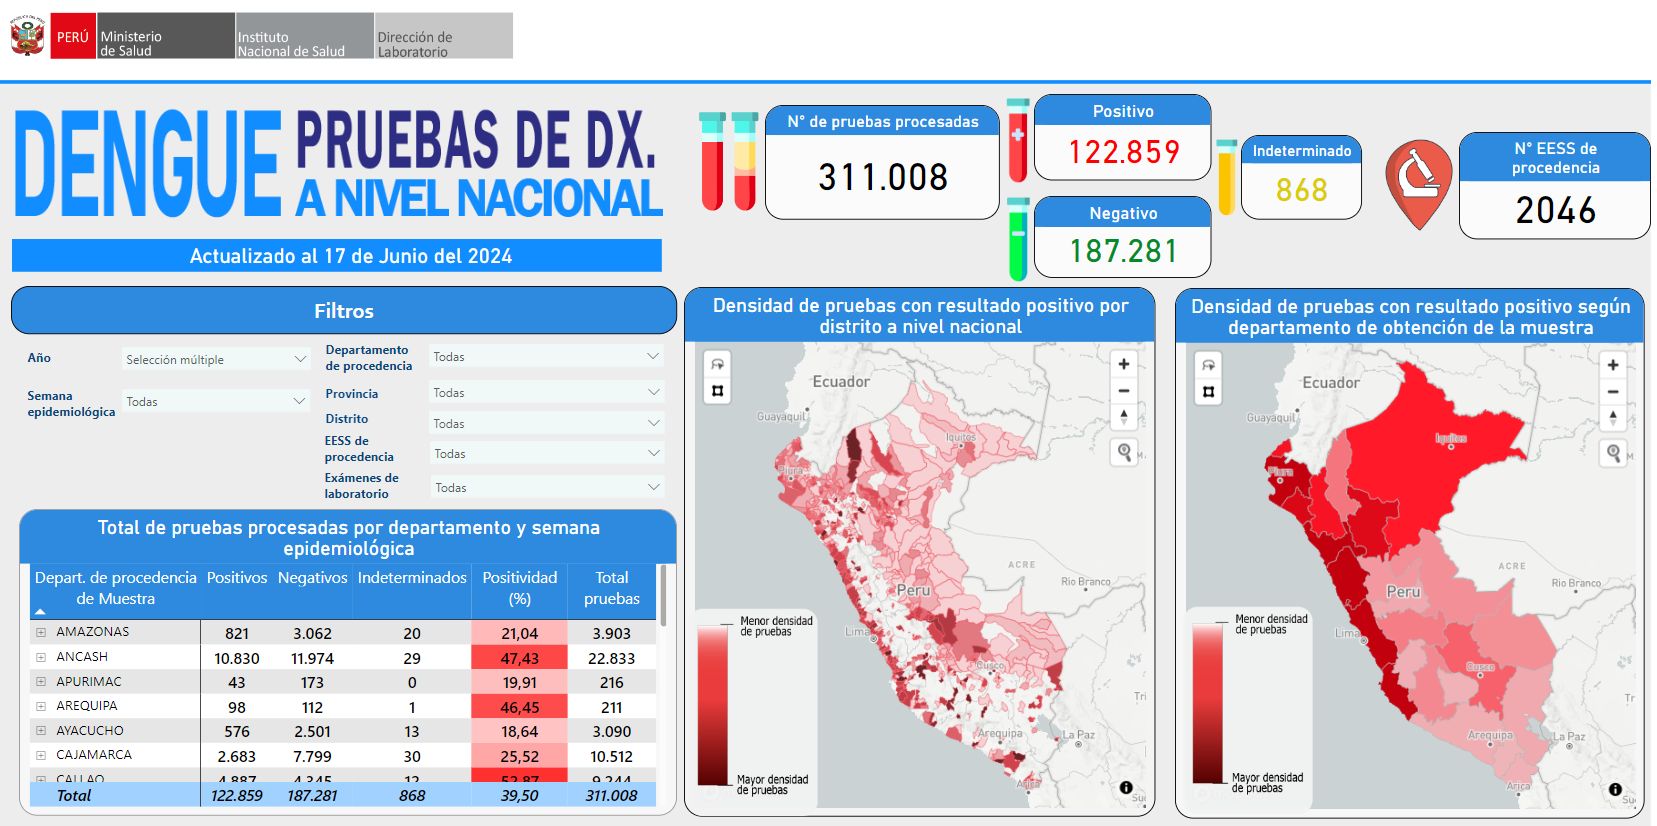 PERÚ
Ministerio
de Salud
Instituto
Nacional de Salud
Dirección de
Laboratorio
DENGUE PRUEBAS DE DX.
A NIVEL NACIONAL
Actualizado al 17 de Junio del 2024
N° de pruebas procesadas
311.008
Positivo
122.859
Negativo
187.281
Indeterminado
868
N° EESS de
procedencia
2046
Filtros
Año
Selección múltiple
Semana
epidemiológica
Todas
Departamento
de procedencia
Todas
Provincia
Todas
Distrito
Todas
EESS de
procedencia
Todas
Exámenes de
laboratorio
Todas
Total de pruebas procesadas por departamento y semana
epidemiológica
Depart. de procedencia
de Muestra
Positivos
Negativos
Indeterminados
Positividad
(%)
Total
pruebas
AMAZONAS 821 3.062 20 21,04 3.903
ANCASH 10.830 11.974 29 47,43 22.833
APURIMAC 43 173 0 19,91 216
AREQUIPA 98 112 1 46,45 211
AYACUCHO 576 2.501 13 18,64 3.090
CAJAMARCA 2.683 7.799 30 25,52 10.512
CALLAO 4.887 4.345 12 52,87 9.244
Total 122.859 187.281 868 39,50 311.008
Densidad de pruebas con resultado positivo por
distrito a nivel nacional
Ecuador
Guayaquil
Iquitos
Piura
ACRE
Rio Branco
Peru
Lima
Cusco
Arequipa
La Paz
Arica
Tri
Su
Menor densidad
de pruebas
Mayor densidad
de pruebas
Densidad de pruebas con resultado positivo según
departamento de obtención de la muestra
Ecuador
Guayaquil
Iquitos
Piura
ACRE
Rio Branco
Peru
Lima
Cusco
Arequipa
La Paz
Arica
Tr
Su
Menor densidad
de pruebas
Mayor densidad
de pruebas